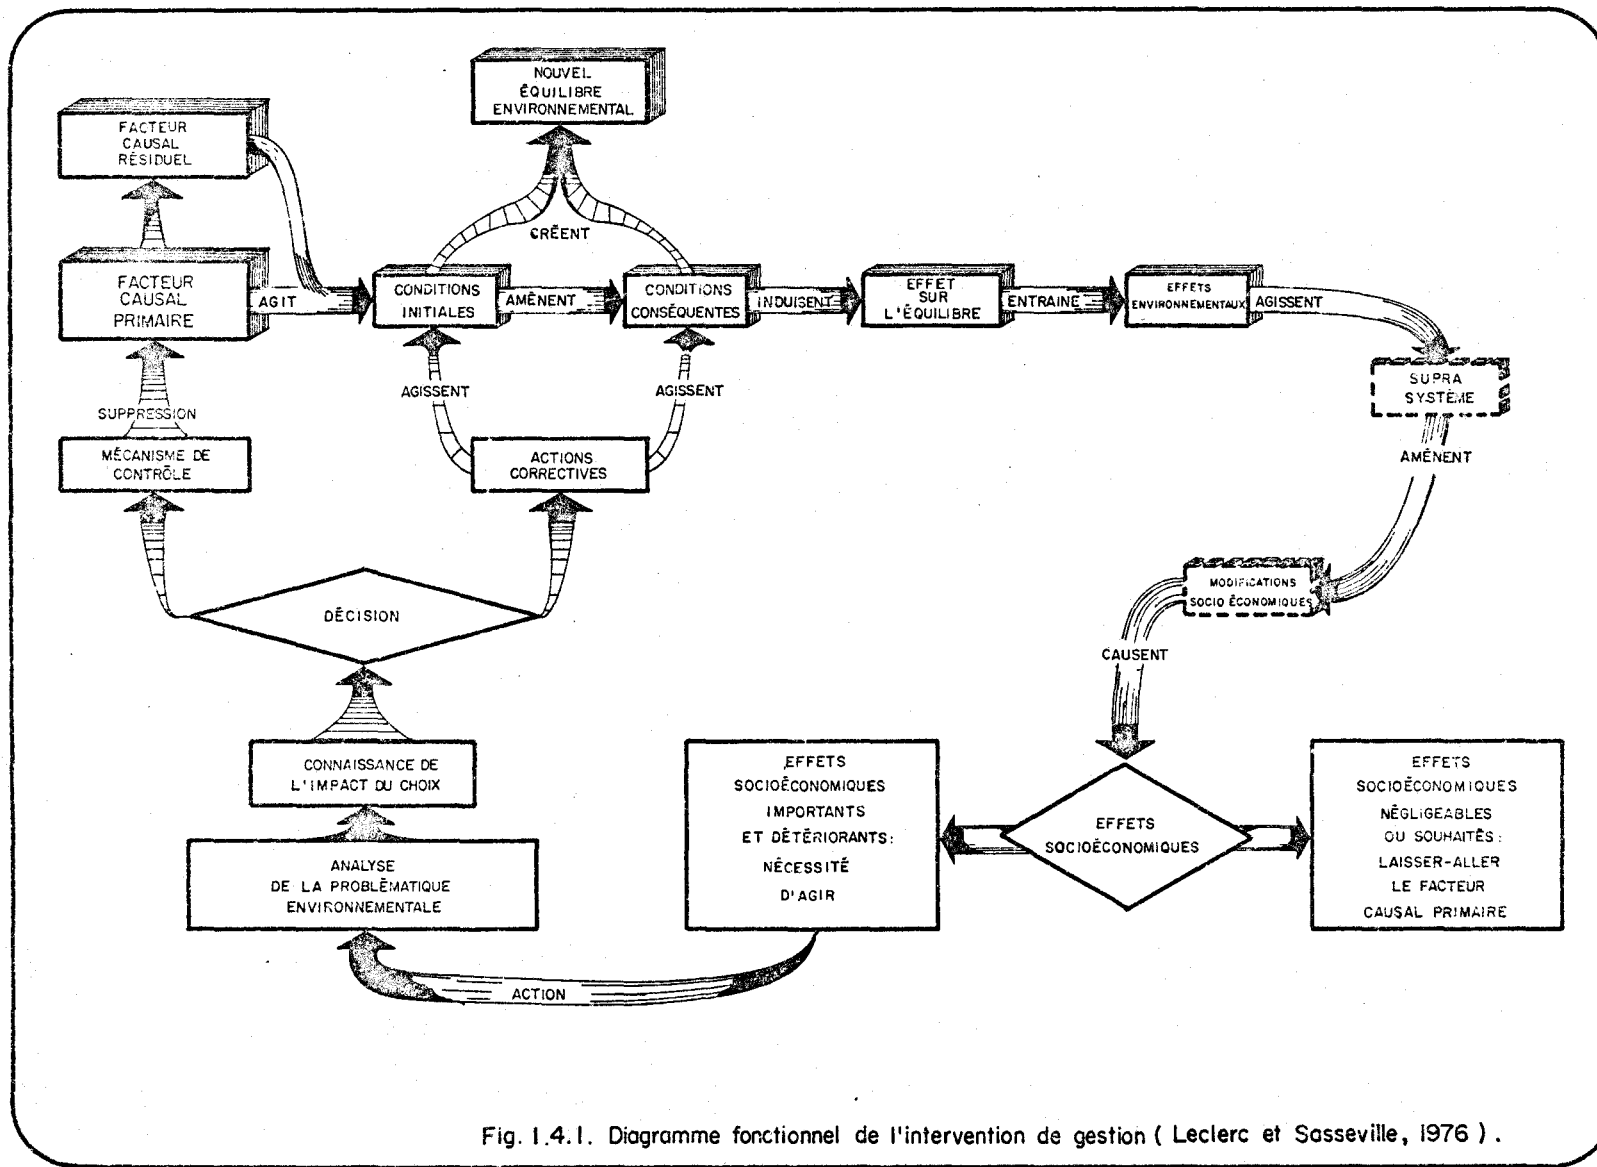 NOUVEL
ÉQUILIBRE
ENVIRONNEMENTAL
FACTEUR
CAUSAL
RÉSIDUEL
CRÉENT
FACTEUR
CAUSAL
PRIMAIRE
AGIT
CONDITIONS
INITIALES
AMÈNENT
CONDITIONS
CONSÉQUENTES
INDUISENT
EFFET
SUR
L'ÉQUILIBRE
ENTRAINE
EFFETS
ENVIRONNEMENTAUX
AGISSENT
SUPRA
SYSTÈME
AMÈNENT
AGISSENT
AGISSENT
SUPPRESSION
MÉCANISME DE
CONTRÔLE
ACTIONS
CORRECTIVES
MODIFICATIONS
SOCIO ÉCONOMIQUES
DÉCISION
CAUSENT
CONNAISSANCE DE
L'IMPACT DU CHOIX
EFFETS
SOCIOÉCONOMIQUES
IMPORTANTS
ET DÉTÉRIORANTS:
NÉCESSITÉ
D'AGIR
EFFETS
SOCIOÉCONOMIQUES
EFFETS
SOCIOÉCONOMIQUES
NÉGLIGEABLES
OU SOUHAITÉS:
LAISSER-ALLER
LE FACTEUR
CAUSAL PRIMAIRE
ANALYSE
DE LA PROBLÉMATIQUE
ENVIRONNEMENTALE
ACTION
Fig. 1.4.1. Diagramme fonctionnel de l'intervention de gestion ( Leclerc et Sasseville, 1976 ) .